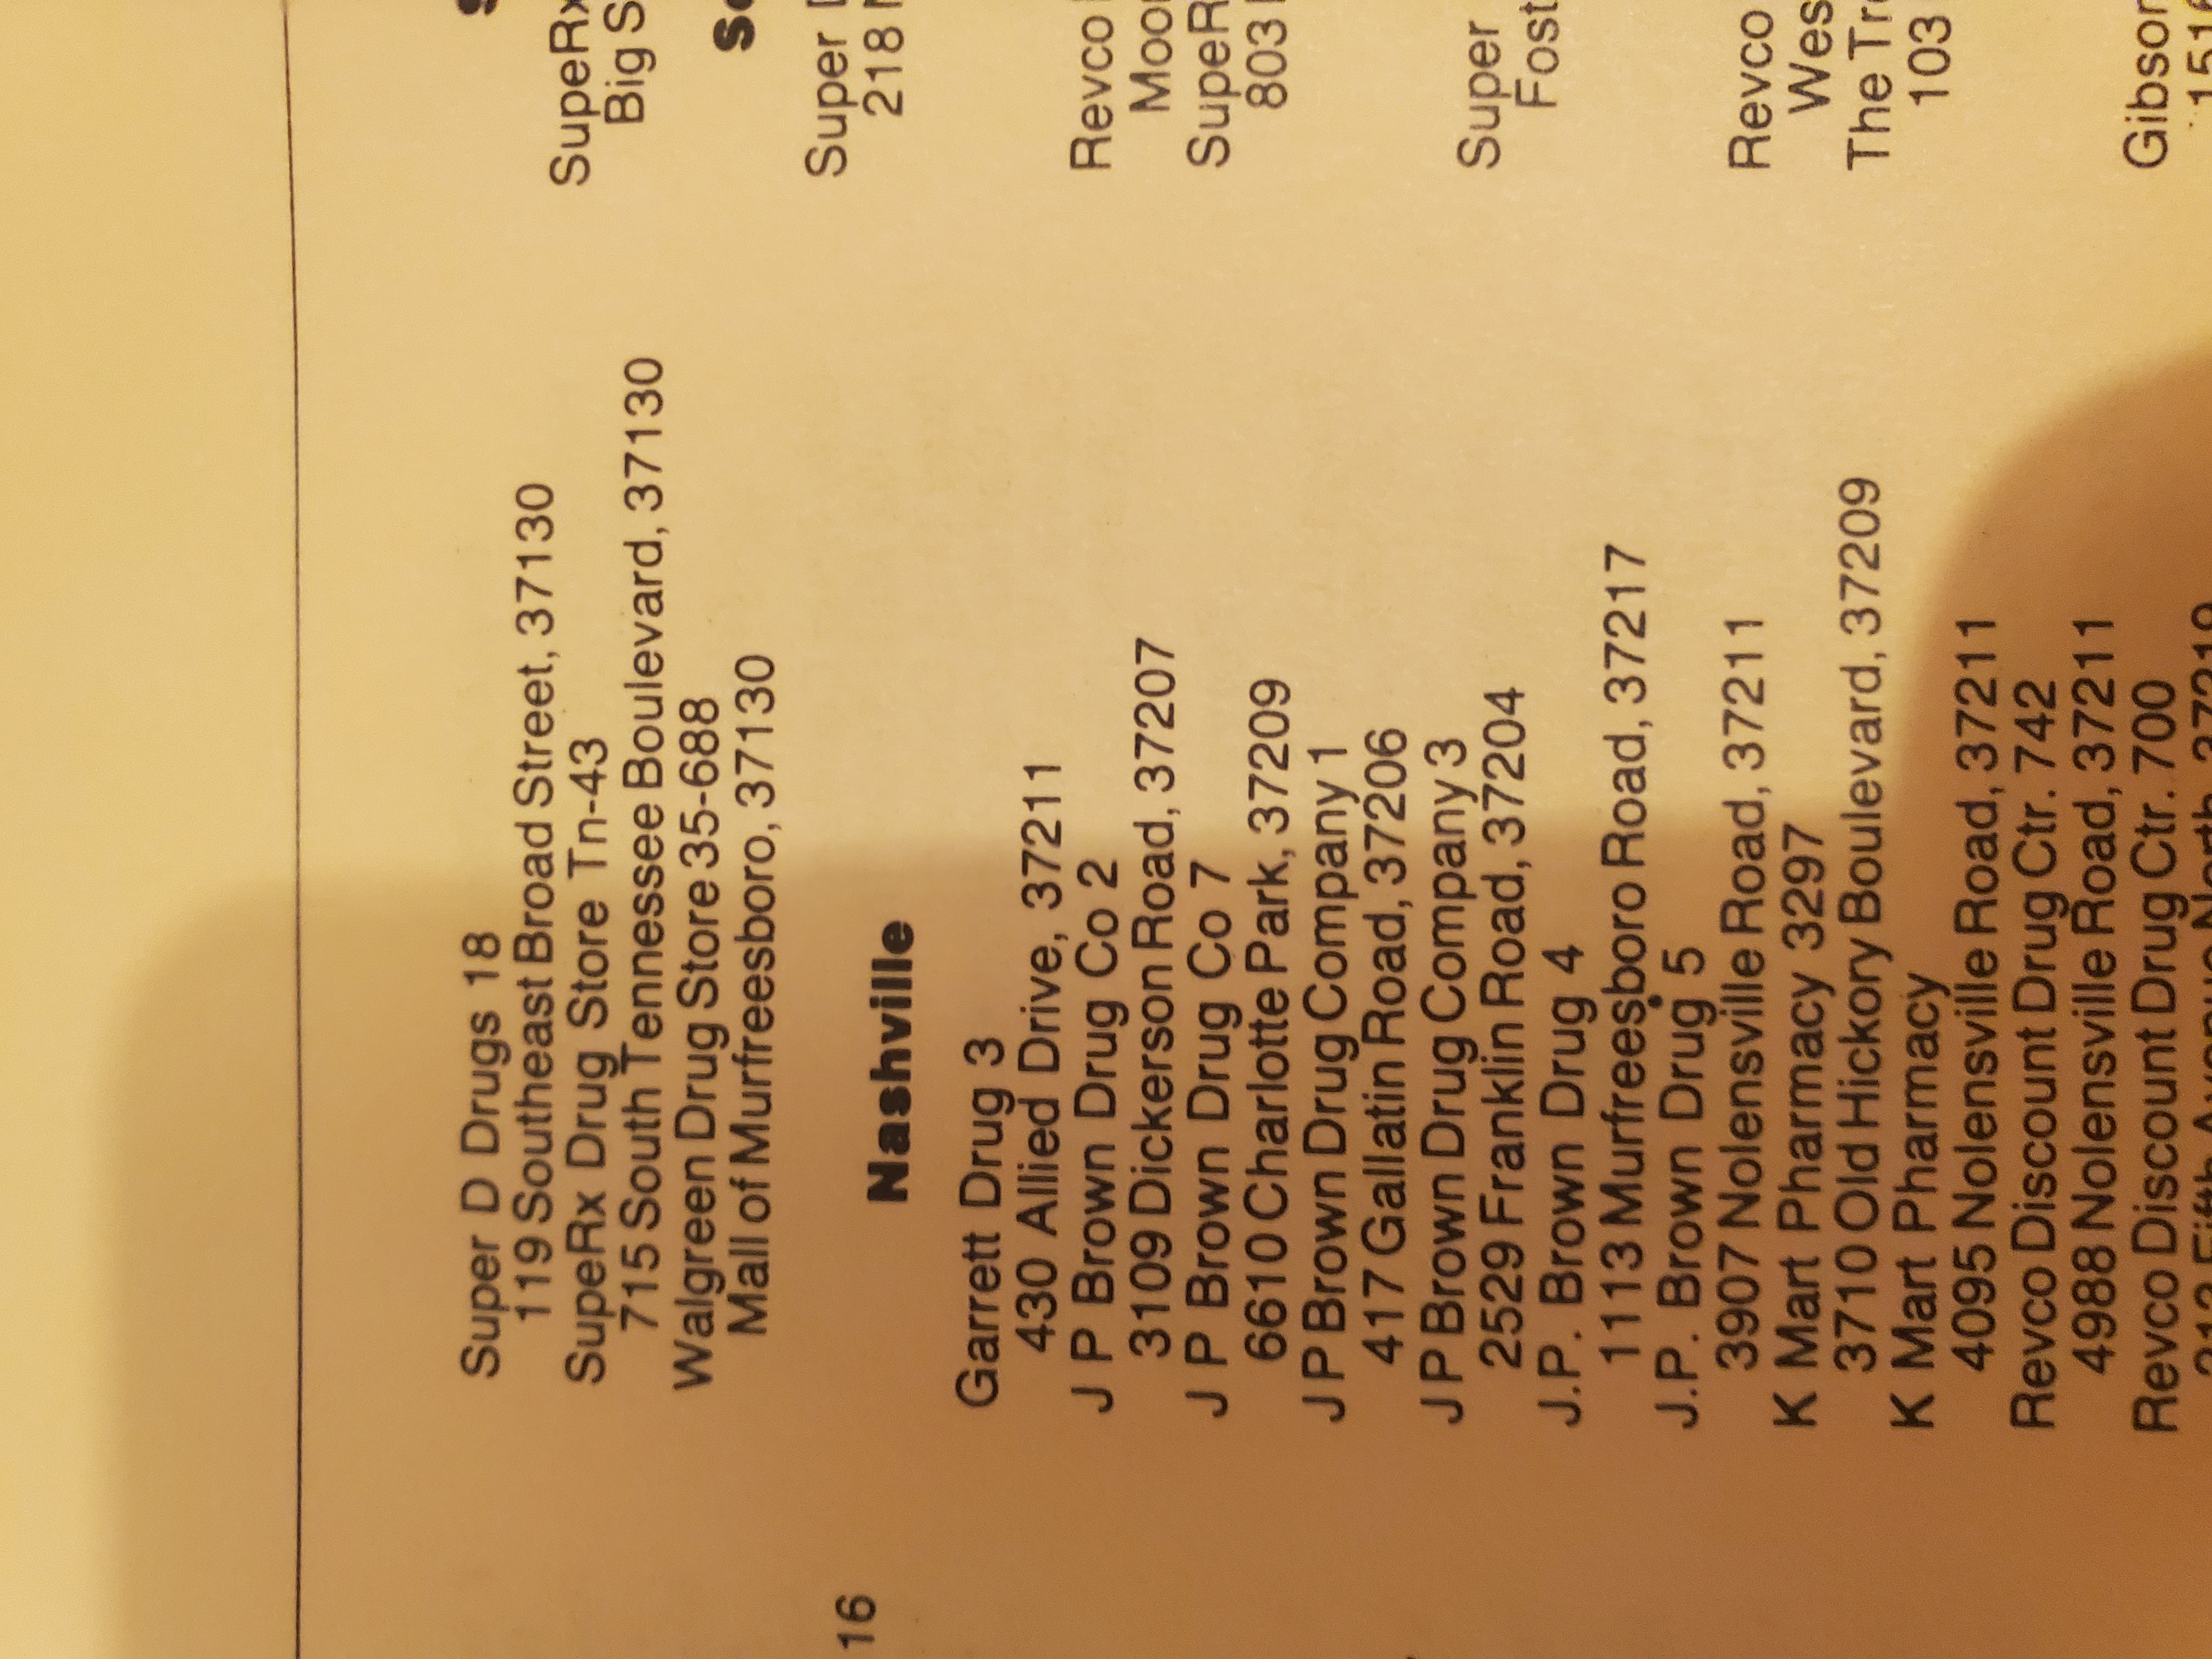 Super D Drugs 18
119 Southeast Broad Street, 37130
SupeRx Drug Store Tn-43
715 South Tennessee Boulevard, 37130
Walgreen Drug Store 35-688
Mall of Murfreesboro, 37130
16
Nashville
Garrett Drug 3
430 Allied Drive, 37211
J P Brown Drug Co 2
3109 Dickerson Road, 37207
J P Brown Drug Co 7
6610 Charlotte Park, 37209
J P Brown Drug Company 1
417 Gallatin Road, 37206
J P Brown Drug Company 3
2529 Franklin Road, 37204
J.P. Brown Drug 4
1113 Murfreesboro Road, 37217
J.P. Brown Drug 5
3907 Nolensville Road, 37211
K Mart Pharmacy 3297
3710 Old Hickory Boulevard, 37209
K Mart Pharmacy
4095 Nolensville Road, 37211
Revco Discount Drug Ctr. 742
4988 Nolensville Road, 37211
Revco Discount Drug Ctr. 700
SupeRx
Big
Super
218
Revco
SupeR
803
Super
Revco
The
103